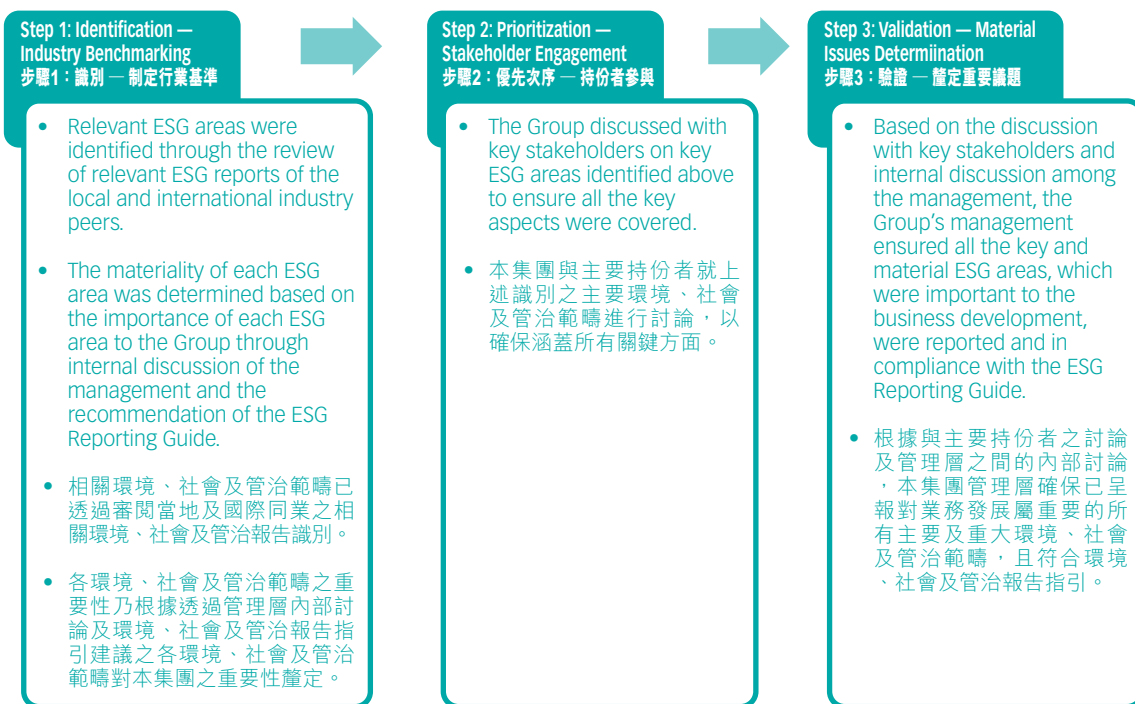 Step 1: Identification —
Industry Benchmarking
步驟1：識別 — 制定行業基準
• Relevant ESG areas were
identified through the review
of relevant ESG reports of the
local and international industry
peers.
• The materiality of each ESG
area was determined based on
the importance of each ESG
area to the Group through
internal discussion of the
management and the
recommendation of the ESG
Reporting Guide.
• 相關環境、社會及管治範疇已
透過審閱當地及國際同業之相
關環境、社會及管治報告識別。
• 各環境、社會及管治範疇之重
要性乃根據透過管理層內部討
論及環境、社會及管治報告指
引建議之各環境、社會及管治
範疇對本集團之重要性釐定。
Step 2: Prioritization —
Stakeholder Engagement
步驟2：優先次序 — 持份者參與
• The Group discussed with
key stakeholders on key
ESG areas identified above
to ensure all the key
aspects were covered.
• 本集團與主要持份者就上
述識別之主要環境、社會
及管治範疇進行討論，以
確保涵蓋所有關鍵方面。
Step 3: Validation — Material
Issues Determiination
步驟3：驗證 — 釐定重要議題
• Based on the discussion
with key stakeholders and
internal discussion among
the management, the
Group's management
ensured all the key and
material ESG areas, which
were important to the
business development,
were reported and in
compliance with the ESG
Reporting Guide.
• 根據與主要持份者之討論
及管理層之間的內部討論
，本集團管理層確保已呈
報對業務發展屬重要的所
有主要及重大環境、社會
及管治範疇，且符合環境
、社會及管治報告指引。